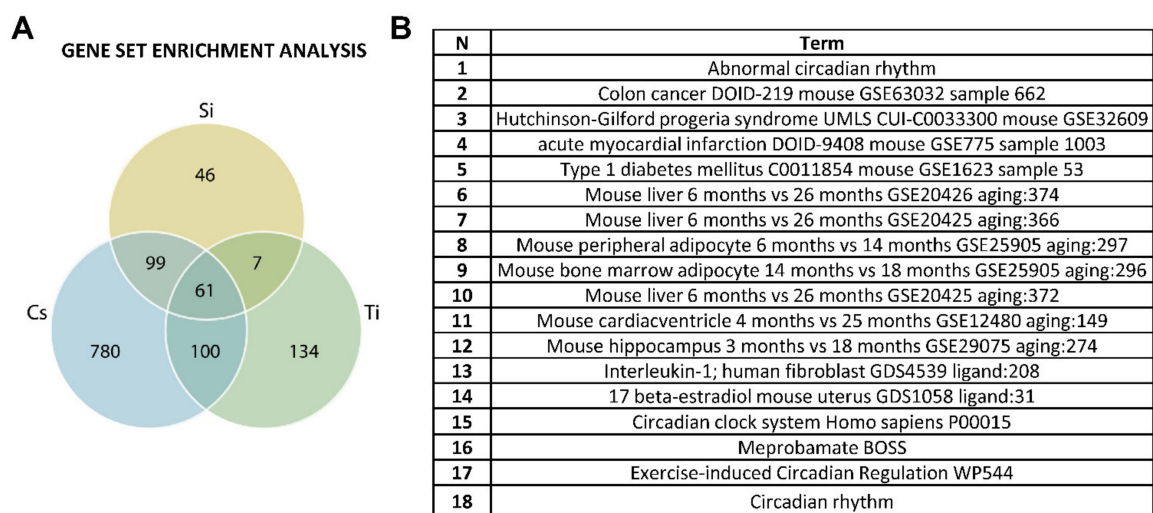 A
GENE SET ENRICHMENT ANALYSIS
Si
46
99
7
61
Cs
Ti
780
100
134
B
N Term
1 Abnormal circadian rhythm
2 Colon cancer DOID-219 mouse GSE63032 sample 662
3 Hutchinson-Gilford progeria syndrome UMLS CUI-C0033300 mouse GSE32609
4 acute myocardial infarction DOID-9408 mouse GSE775 sample 1003
5 Type 1 diabetes mellitus C0011854 mouse GSE1623 sample 53
6 Mouse liver 6 months vs 26 months GSE20426 aging:374
7 Mouse liver 6 months vs 26 months GSE20425 aging:366
8 Mouse peripheral adipocyte 6 months vs 14 months GSE25905 aging:297
9 Mouse bone marrow adipocyte 14 months vs 18 months GSE25905 aging:296
10 Mouse liver 6 months vs 26 months GSE20425 aging:372
11 Mouse cardiacventricle 4 months vs 25 months GSE12480 aging:149
12 Mouse hippocampus 3 months vs 18 months GSE29075 aging:274
13 Interleukin-1; human fibroblast GDS4539 ligand:208
14 17 beta-estradiol mouse uterus GDS1058 ligand:31
15 Circadian clock system Homo sapiens P00015
16 Meprobamate BOSS
17 Exercise-induced Circadian Regulation WP544
18 Circadian rhythm